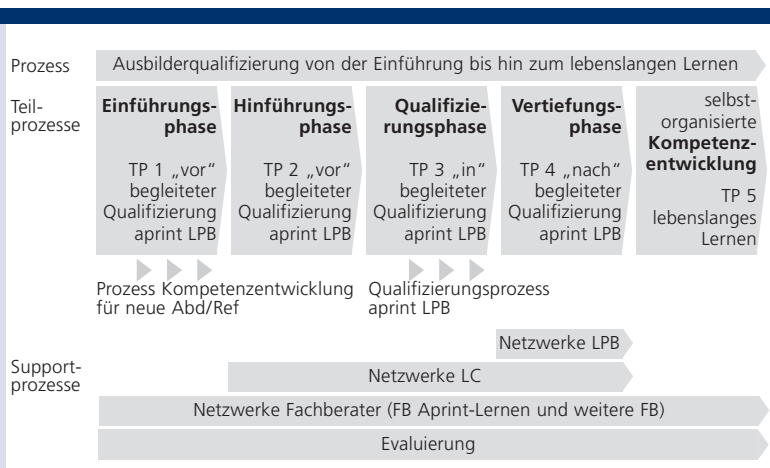 Prozess
Ausbilderqualifizierung von der Einführung bis hin zum lebenslangen Lernen
Teil-
prozesse
Einführungs-
phase
TP 1 „vor“
begleiteter
Qualifizierung
aprint LPB
Hinführungs-
phase
TP 2 „vor“
begleiteter
Qualifizierung
aprint LPB
Qualifizie-
rungsphase
TP 3 „in“
begleiteter
Qualifizierung
aprint LPB
Vertiefungs-
phase
TP 4 „nach“
begleiteter
Qualifizierung
aprint LPB
selbst-
organisierte
Kompetenz-
entwicklung
TP 5
lebenslanges
Lernen
Prozess Kompetenzentwicklung
für neue Abd/Ref
Qualifizierungsprozess
aprint LPB
Support-
prozesse
Netzwerke LPB
Netzwerke LC
Netzwerke Fachberater (FB Aprint-Lernen und weitere FB)
Evaluierung